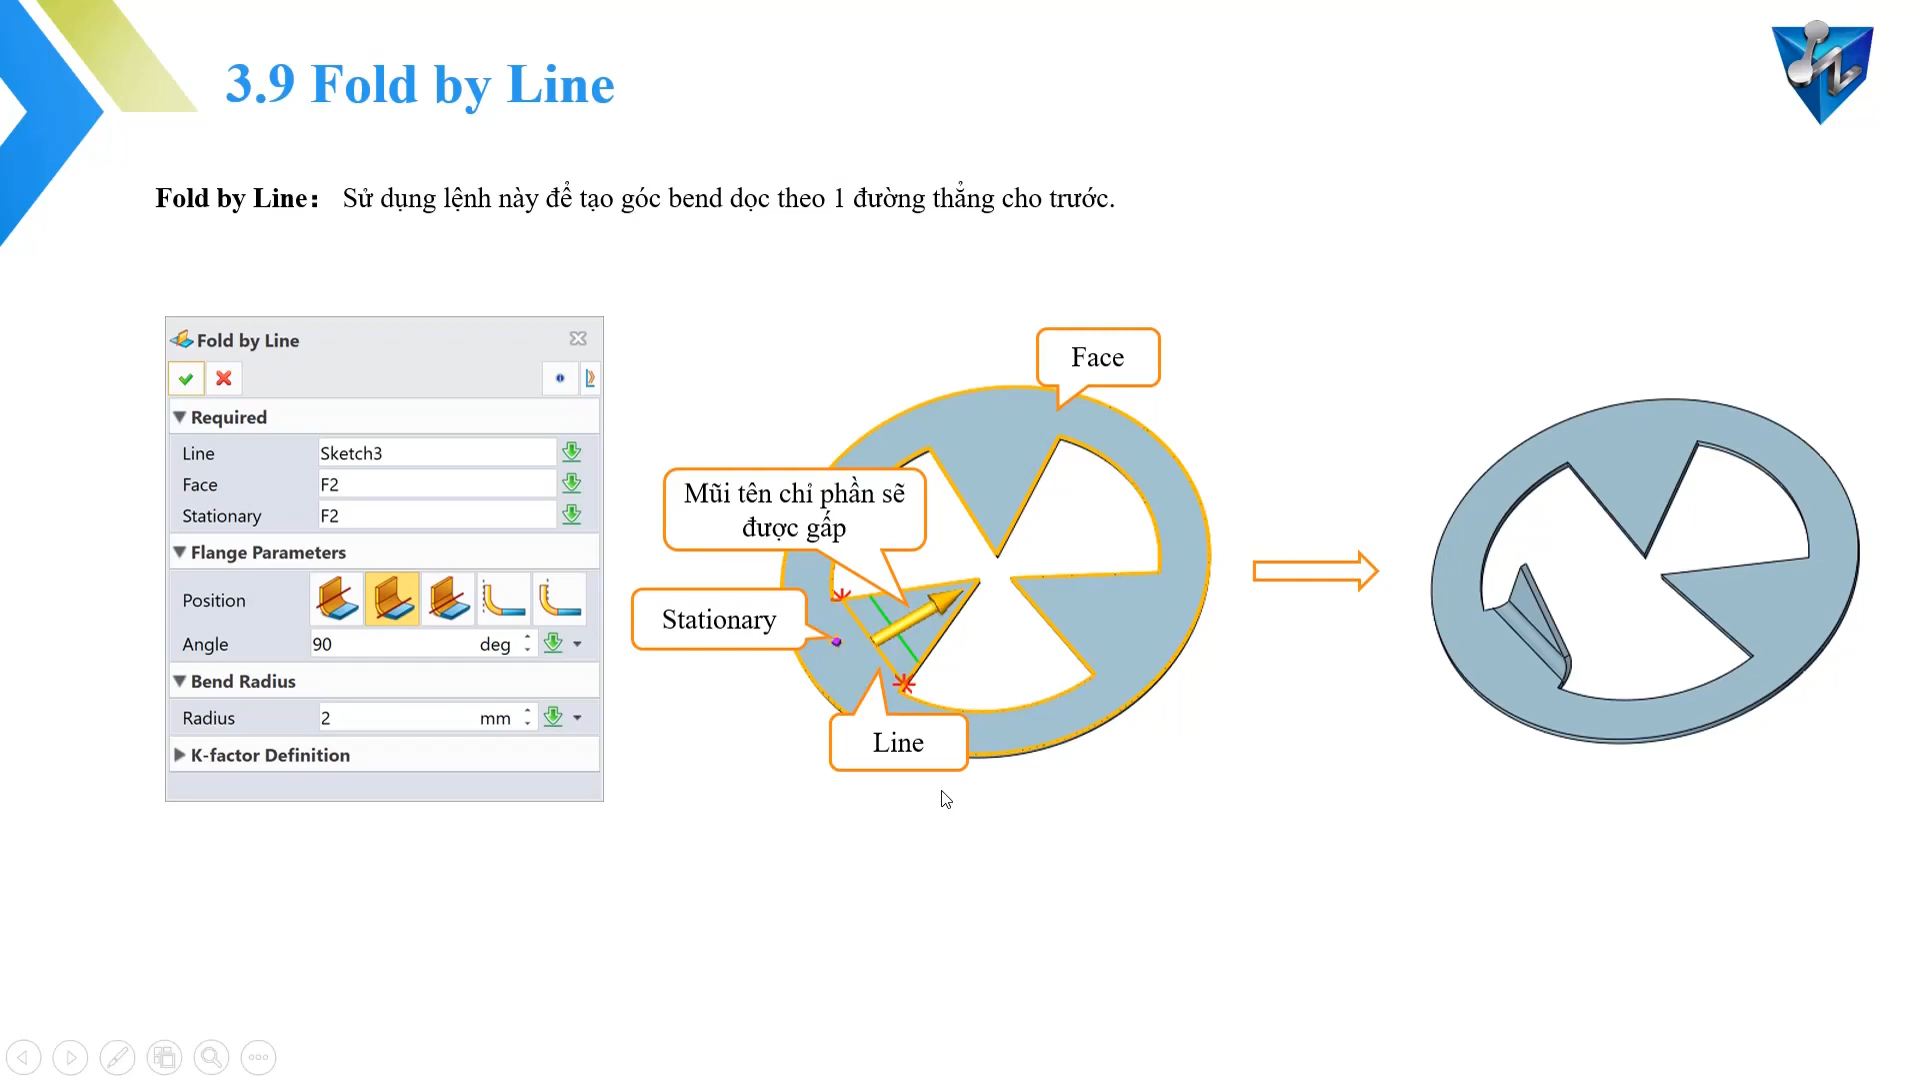 3.9 Fold by Line
Fold by Line: Sử dụng lệnh này để tạo góc bend dọc theo 1 đường thẳng cho trước.
Fold by Line
Required
Line Sketch3
Face F2
Stationary F2
Flange Parameters
Position
Angle 90 deg
Bend Radius
Radius 2 mm
K-factor Definition
Face
Mũi tên chỉ phần sẽ
được gấp
Stationary
Line